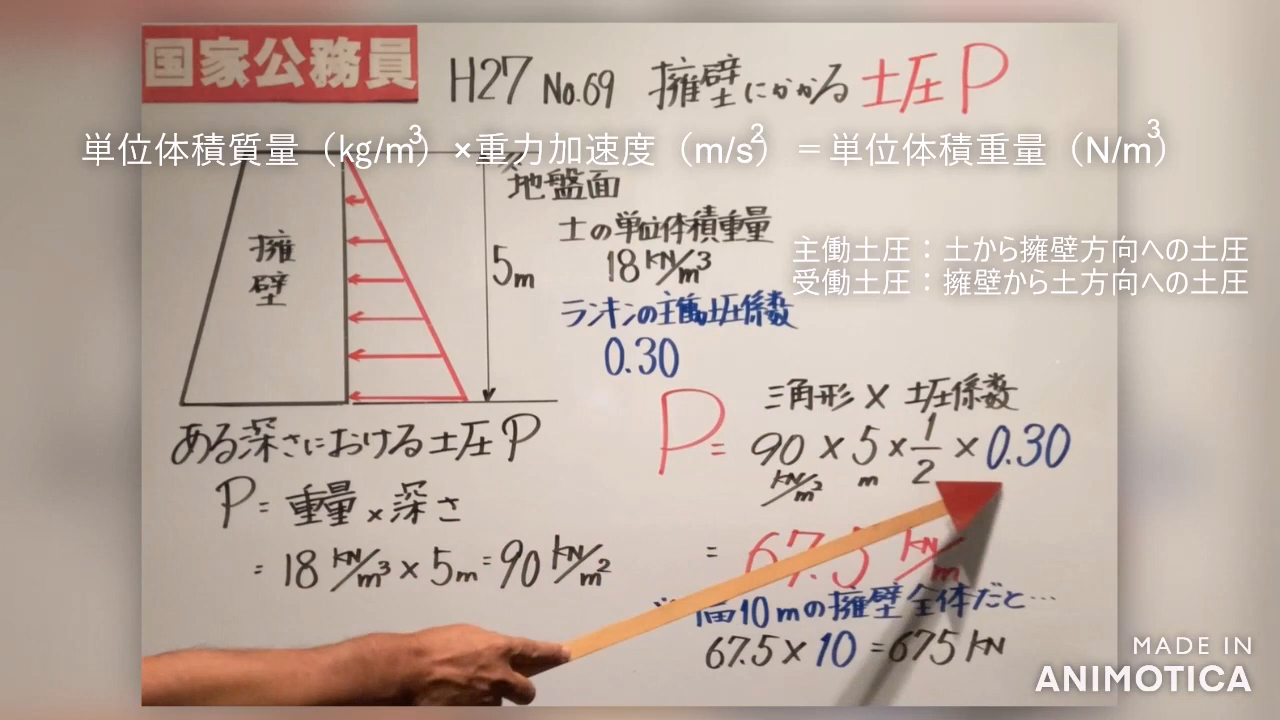 国家公務員
H27 No.69 擁壁にかかる土圧P
単位体積質量（kg/m³）×重力加速度（m/s²）＝単位体積重量（N/m³）
地盤面
擁壁
5m
土の単位体積重量
18 KN/m³
主働土圧：土から擁壁方向への土圧
受働土圧：擁壁から土方向への土圧
ランキンの主働土圧係数
0.30
三角形 × 土圧係数
P = 90 KN/m² × 5 m × 1/2 × 0.30
= 67.5 KN/m
ある深さにおける土圧P
P = 重量 × 深さ
= 18 KN/m³ × 5m = 90 KN/m²
幅10mの擁壁全体だと…
67.5 × 10 = 675 KN
MADE IN
ANIMOTICA